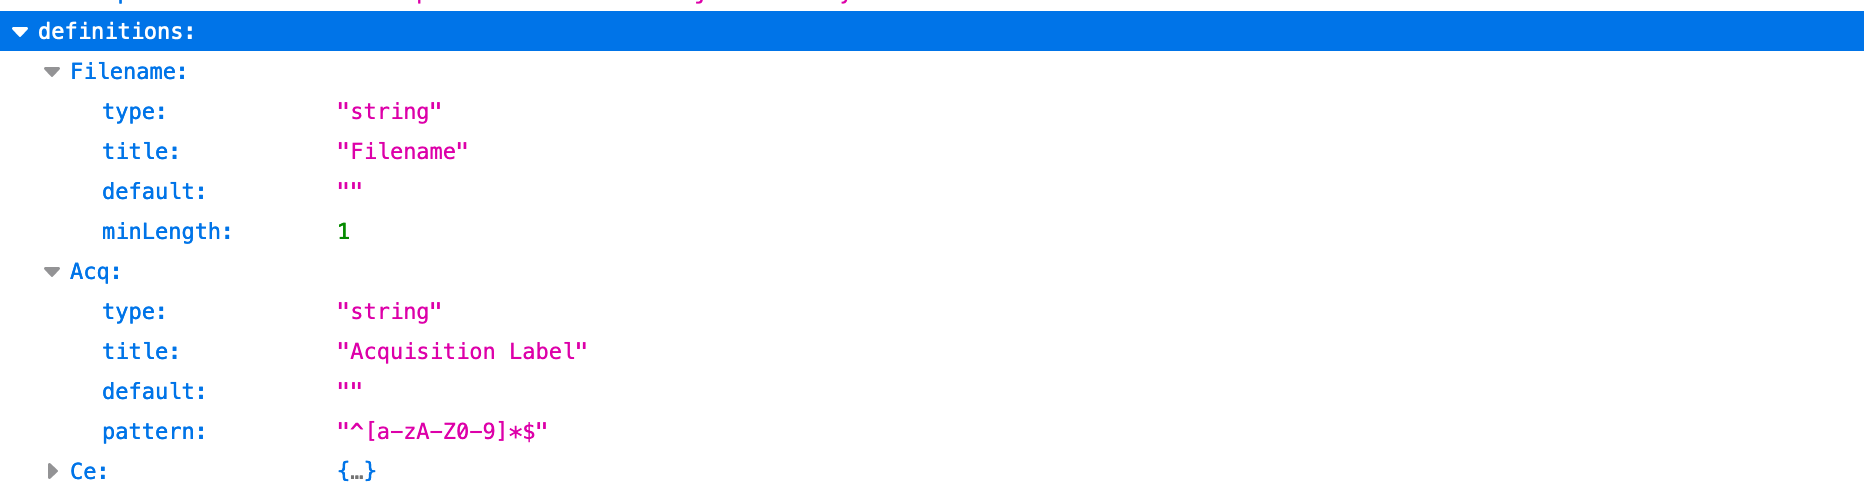 definitions:
Filename:
type: "string"
title: "Filename"
default: ""
minLength: 1
Acq:
type: "string"
title: "Acquisition Label"
default: ""
pattern: "^[a-zA-Z0-9]*$"
Ce: {…}